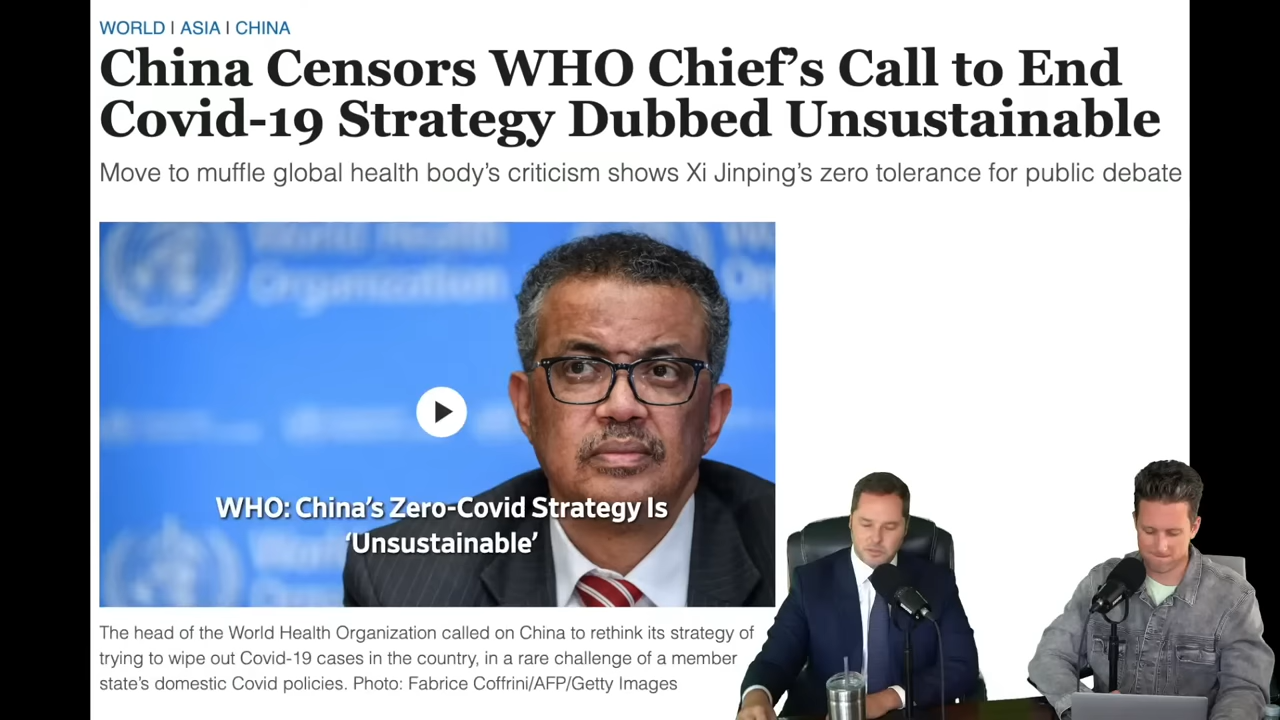 WORLD | ASIA | CHINA
China Censors WHO Chief's Call to End
Covid-19 Strategy Dubbed Unsustainable
Move to muffle global health body's criticism shows Xi Jinping's zero tolerance for public debate
World Health
Organization
WHO: China's Zero-Covid Strategy Is
'Unsustainable'
The head of the World Health Organization called on China to rethink its strategy of
trying to wipe out Covid-19 cases in the country, in a rare challenge of a member
state's domestic Covid policies. Photo: Fabrice Coffrini/AFP/Getty Images